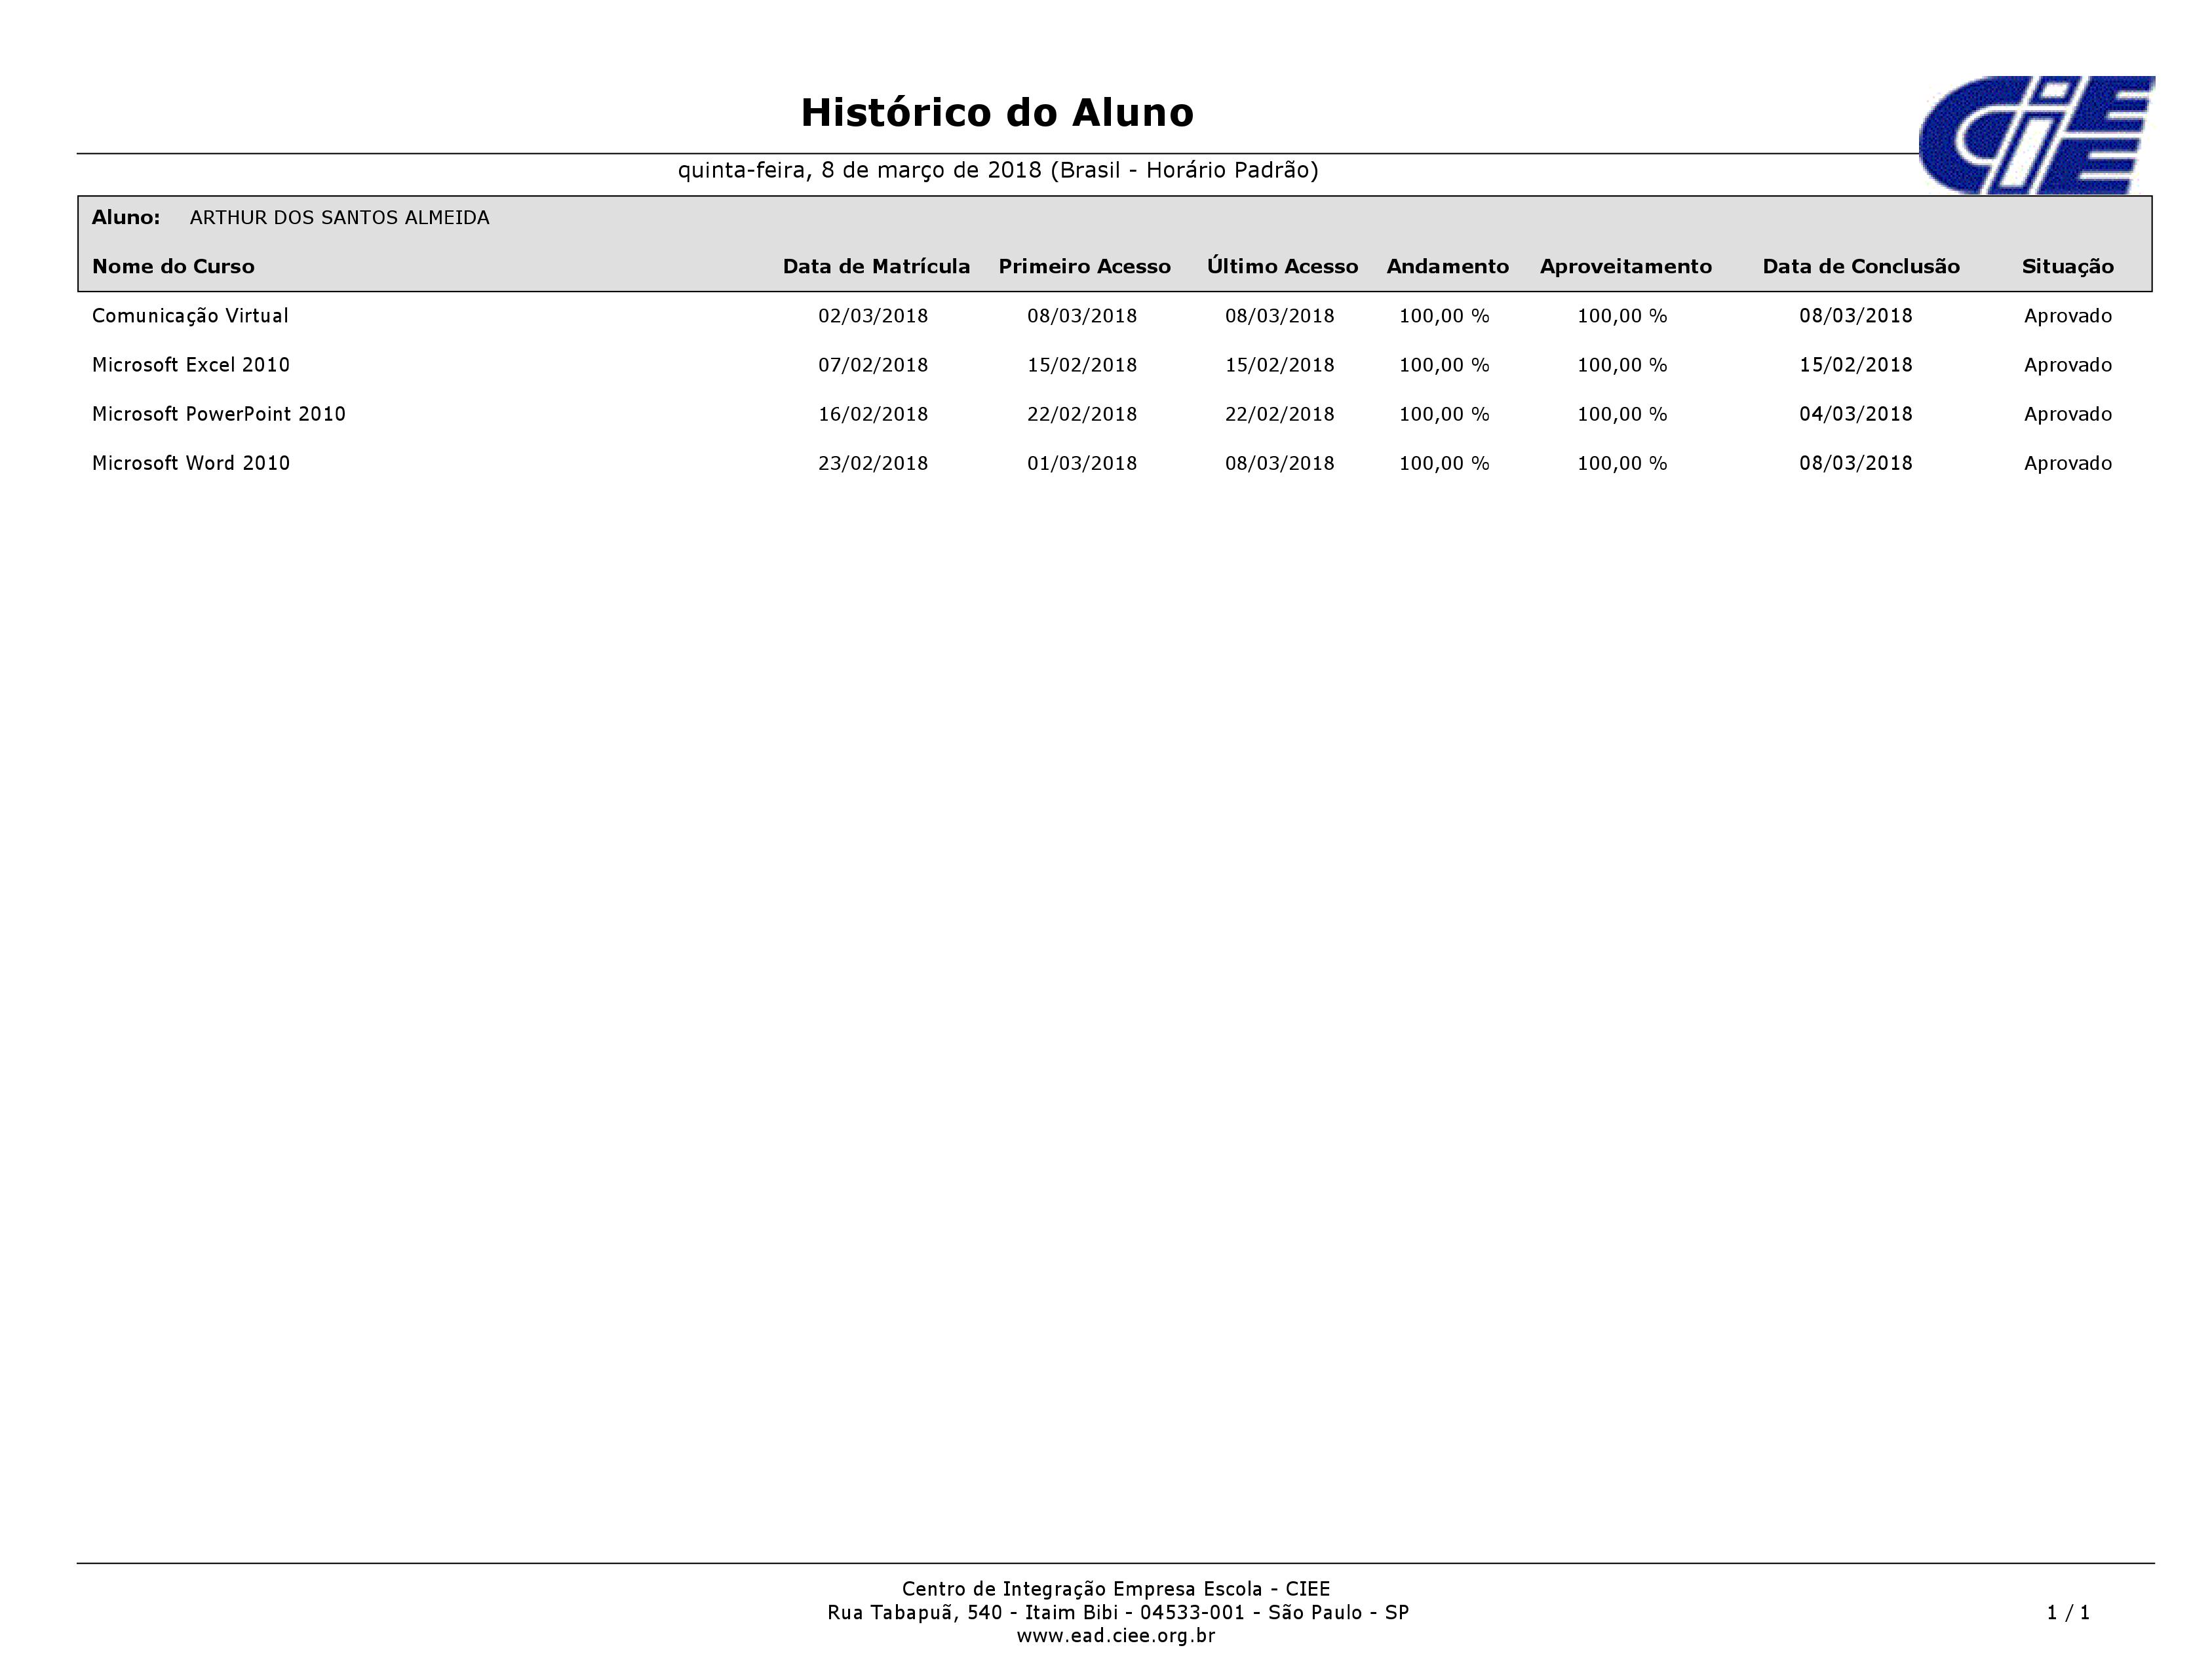 Histórico do Aluno
CIEE
quinta-feira, 8 de março de 2018 (Brasil - Horário Padrão)
Aluno: ARTHUR DOS SANTOS ALMEIDA
Nome do Curso Data de Matrícula Primeiro Acesso Último Acesso Andamento Aproveitamento Data de Conclusão Situação
Comunicação Virtual 02/03/2018 08/03/2018 08/03/2018 100,00 % 100,00 % 08/03/2018 Aprovado
Microsoft Excel 2010 07/02/2018 15/02/2018 15/02/2018 100,00 % 100,00 % 15/02/2018 Aprovado
Microsoft PowerPoint 2010 16/02/2018 22/02/2018 22/02/2018 100,00 % 100,00 % 04/03/2018 Aprovado
Microsoft Word 2010 23/02/2018 01/03/2018 08/03/2018 100,00 % 100,00 % 08/03/2018 Aprovado
Centro de Integração Empresa Escola - CIEE
Rua Tabapuã, 540 - Itaim Bibi - 04533-001 - São Paulo - SP
1 / 1
www.ead.ciee.org.br